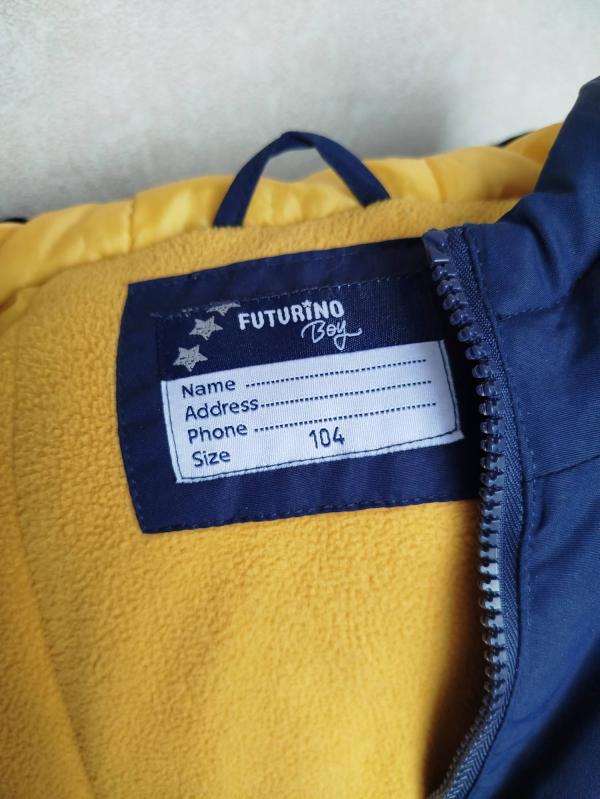 FUTURINO
Boy
Name ........................
Address........................
Phone ........................
Size 104